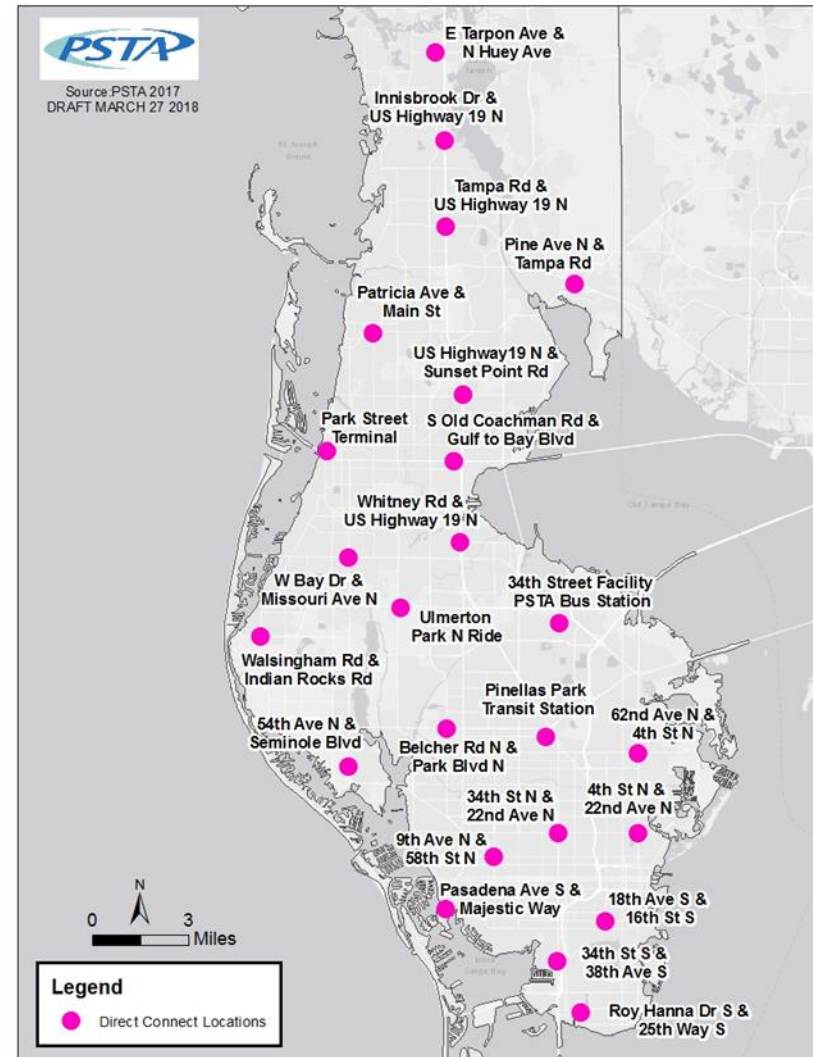 PSTA
Source:PSTA 2017
DRAFT MARCH 27 2018
E Tarpon Ave &
N Huey Ave
Innisbrook Dr &
US Highway 19 N
Tampa Rd &
US Highway 19 N
Pine Ave N &
Tampa Rd
Patricia Ave &
Main St
US Highway19 N &
Sunset Point Rd
Park Street
Terminal
S Old Coachman Rd &
Gulf to Bay Blvd
Whitney Rd &
US Highway 19 N
W Bay Dr &
Missouri Ave N
Ulmerton
Park N Ride
34th Street Facility
PSTA Bus Station
Old Tampa Bay
Walsingham Rd &
Indian Rocks Rd
Pinellas Park
Transit Station
62nd Ave N &
4th St N
54th Ave N &
Seminole Blvd
Belcher Rd N &
Park Blvd N
34th St N &
22nd Ave N
4th St N &
22nd Ave N
9th Ave N &
58th St N
Pasadena Ave S &
Majestic Way
18th Ave S &
16th St S
34th St S &
38th Ave S
Roy Hanna Dr S &
25th Way S
N
0 3
Miles
Legend
Direct Connect Locations